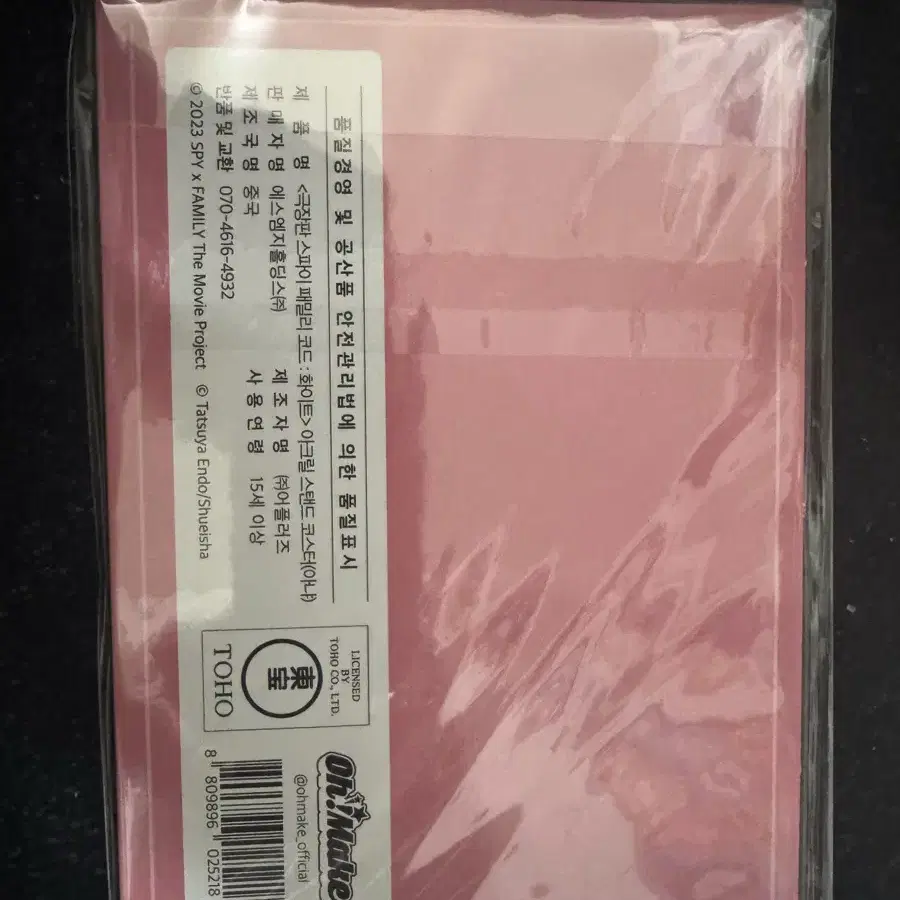 품질경영 및 공산품 안전관리법에 의한 품질표시
제 품 명 <극장판 스파이 패밀리 코드 : 화이트> 아크릴 스탠드 코스터(아냐)
판 매 자 명 에스엠지홀딩스㈜ 제 조 자 명 ㈜어플러즈
제 조 국 명 중국 사 용 연 령 15세 이상
반품 및 교환 070-4616-4932
© 2023 SPY x FAMILY The Movie Project © Tatsuya Endo/Shueisha
LICENSED
BY
TOHO CO., LTD.
東宝
TOHO
Oh!Make
@ohmake_official
8 809896 025218